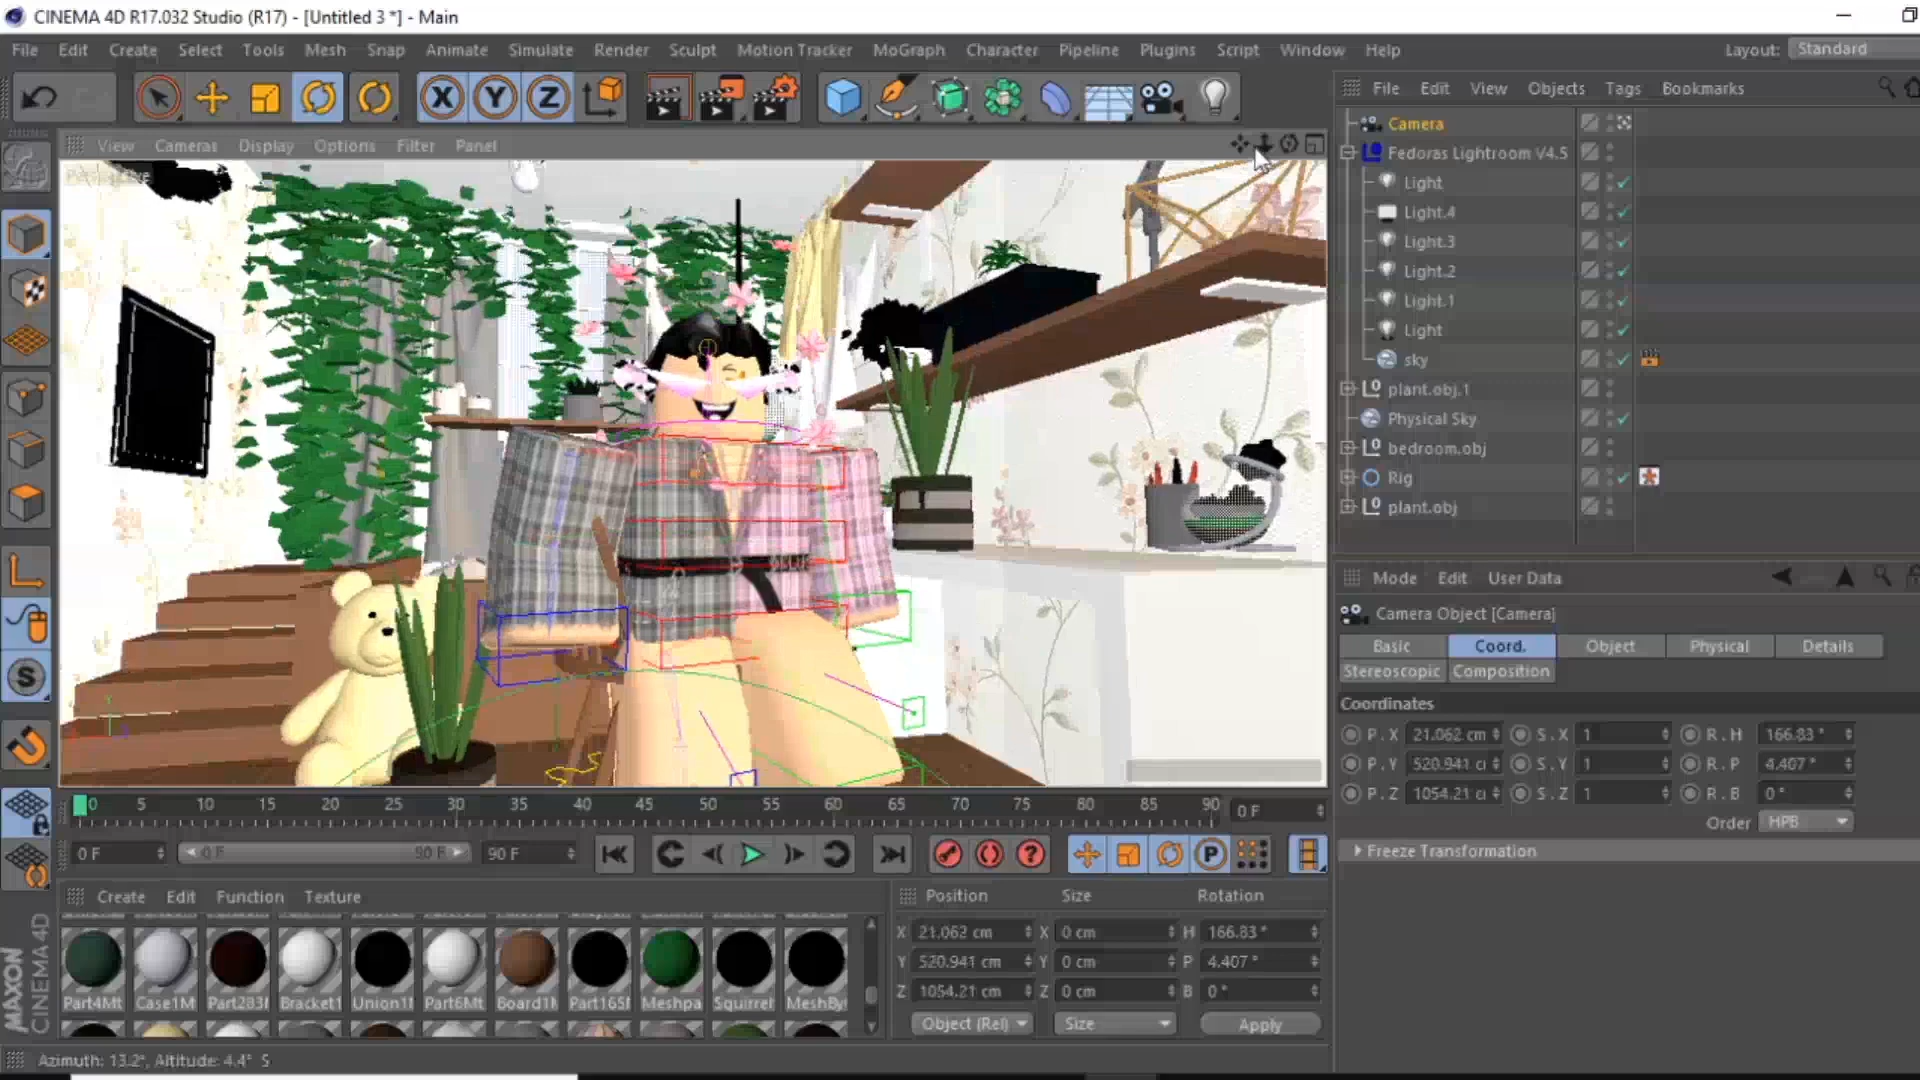 CINEMA 4D R17.032 Studio (R17) - [Untitled 3 *] - Main
File Edit Create Select Tools Mesh Snap Animate Simulate Render Sculpt Motion Tracker MoGraph Character Pipeline Plugins Script Window Help Layout: Standard
X Y Z
File Edit View Objects Tags Bookmarks
View Cameras Display Options Filter Panel
Camera
Fedoras Lightroom V4.5
Light
Light.4
Light.3
Light.2
Light.1
Light
sky
plant.obj.1
Physical Sky
bedroom.obj
Rig
plant.obj
Mode Edit User Data
Camera Object [Camera]
Basic Coord. Object Physical Details
Stereoscopic Composition
Coordinates
P . X 21.062 cm S . X 1 R . H 166.83 °
P . Y 520.941 c S . Y 1 R . P 4.407 °
P . Z 1054.21 c S . Z 1 R . B 0 °
Order HPB
Freeze Transformation
0 5 10 15 20 25 30 35 40 45 50 55 60 65 70 75 80 85 90 0 F
0 F 0 F 90 F 90 F
Create Edit Function Texture
Part4Mt Case1M Part283 Bracket1 Union1 Part6Mt Board1 Part165 Meshpa Squirrel MeshBy
Position Size Rotation
X 21.062 cm X 0 cm H 166.83 °
Y 520.941 cm Y 0 cm P 4.407 °
Z 1054.21 cm Z 0 cm B 0 °
Object (Rel) Size Apply
MAXON
CINEMA 4D
Azimuth: 13.2°, Altitude: 4.4° S